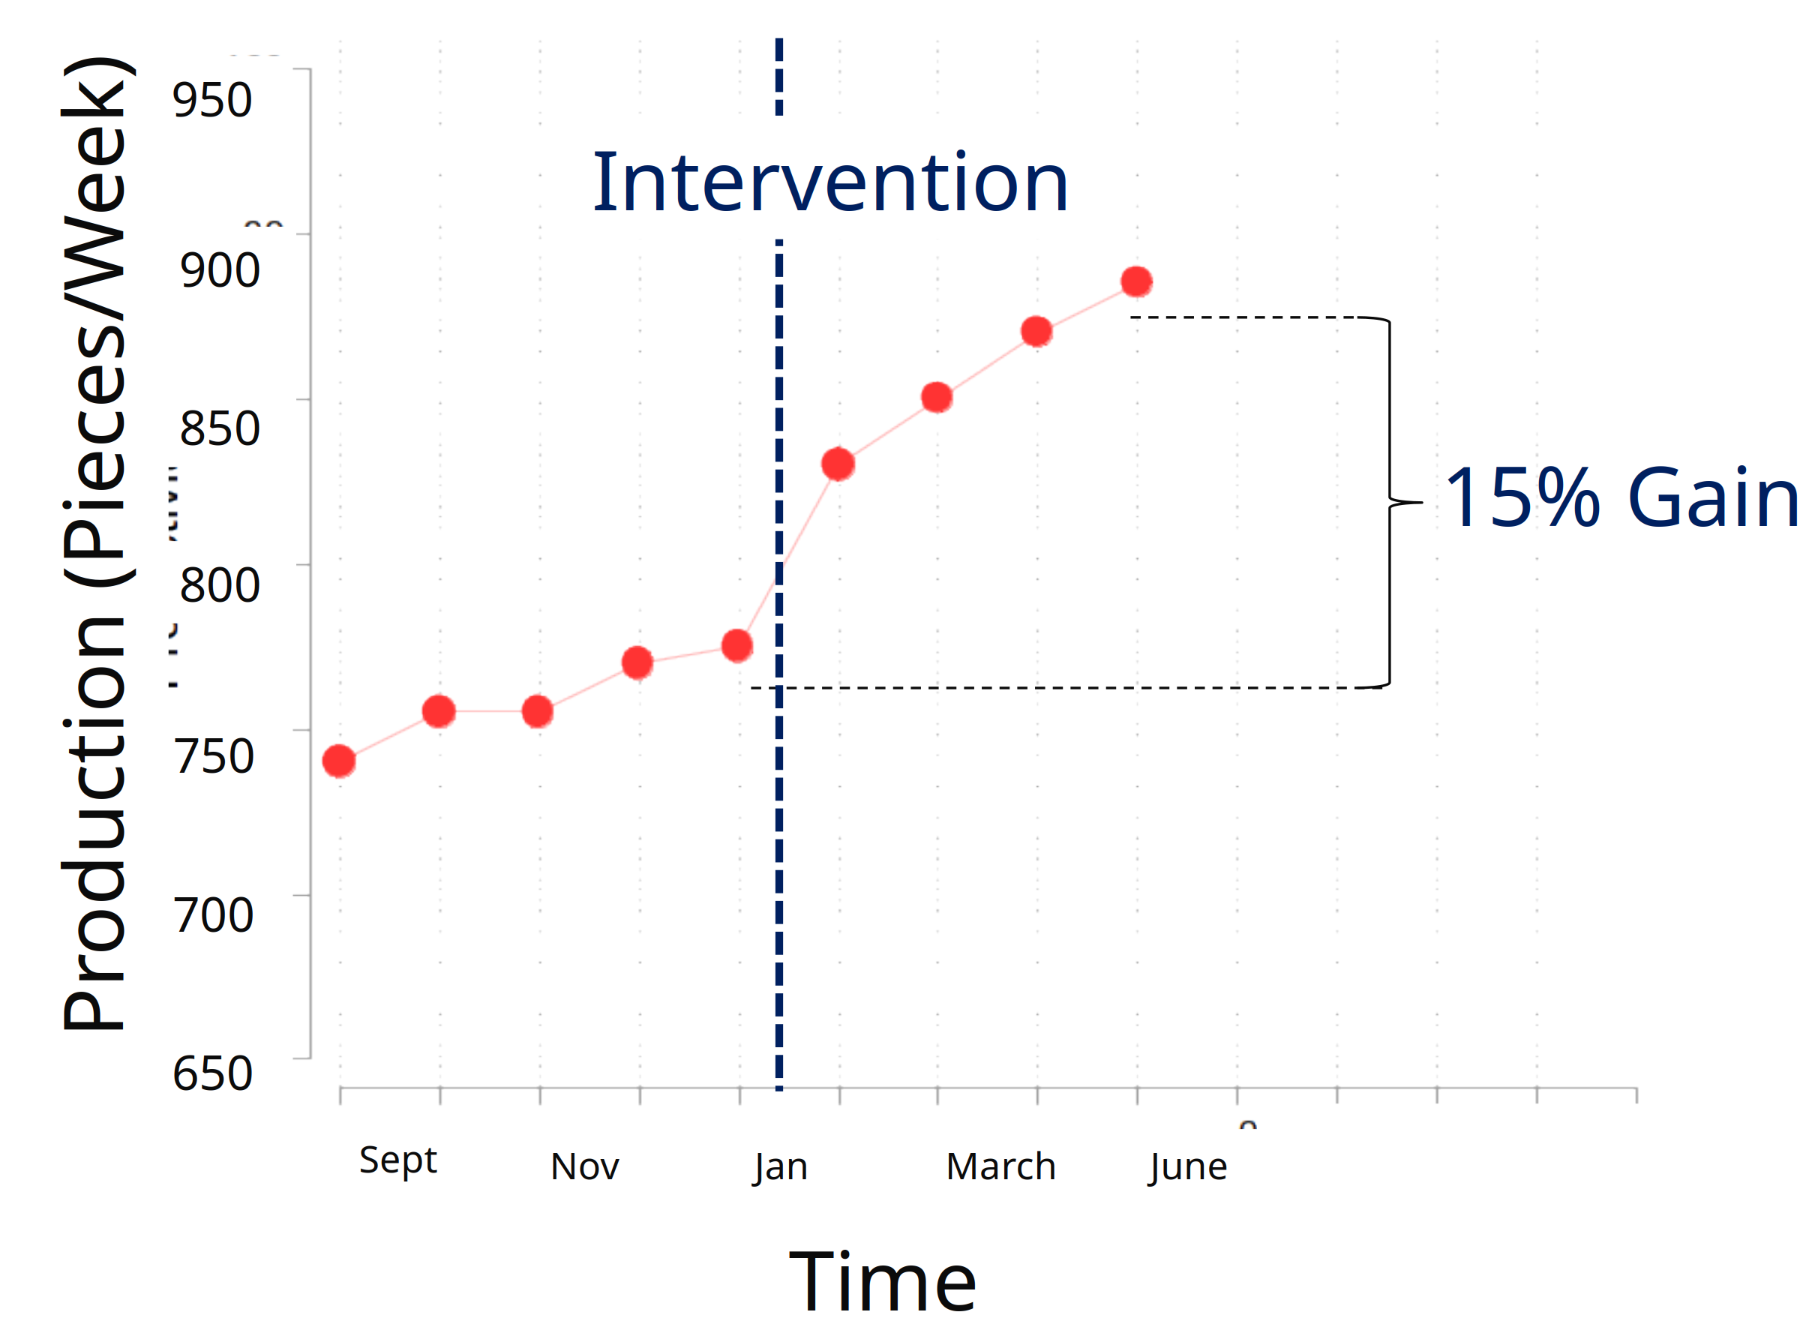 Production (Pieces/Week)
950
900
850
800
750
700
650
Intervention
15% Gain
Sept
Nov
Jan
March
June
Time